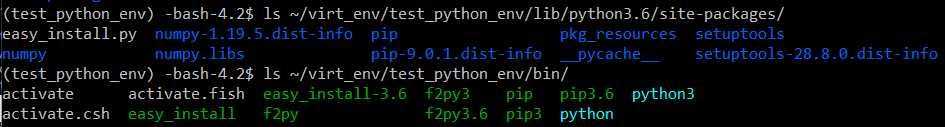 (test_python_env) -bash-4.2$ ls ~/virt_env/test_python_env/lib/python3.6/site-packages/
easy_install.py  numpy-1.19.5.dist-info  pip                   pkg_resources  setuptools
numpy            numpy.libs              pip-9.0.1.dist-info  __pycache__    setuptools-28.8.0.dist-info
(test_python_env) -bash-4.2$ ls ~/virt_env/test_python_env/bin/
activate      activate.fish  easy_install-3.6  f2py3    pip   pip3.6  python3
activate.csh  easy_install   f2py              f2py3.6  pip3  python